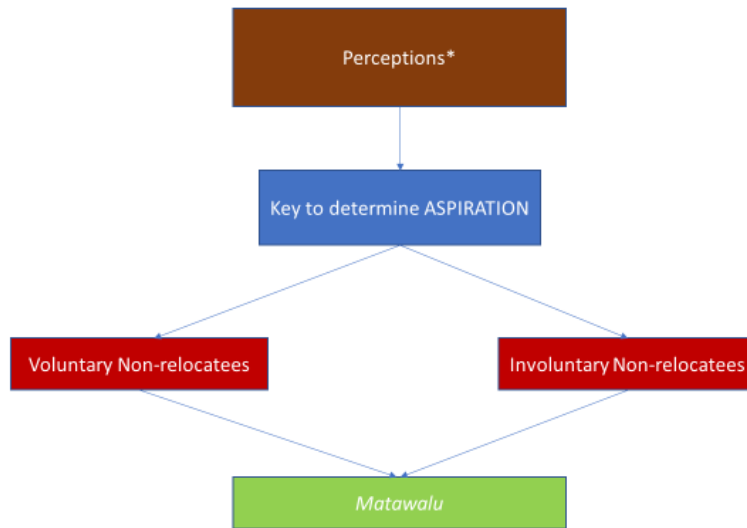 Perceptions*
Key to determine ASPIRATION
Voluntary Non-relocatees
Involuntary Non-relocatees
Matawalu